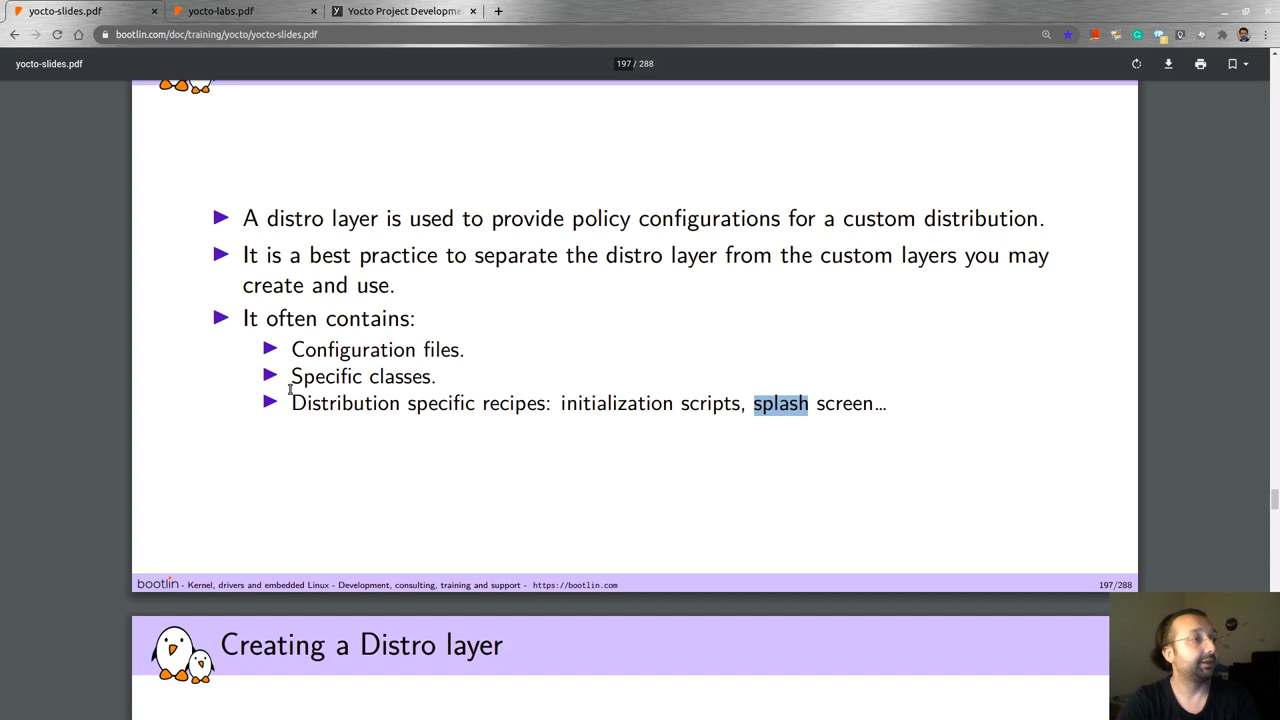 yocto-slides.pdf
yocto-labs.pdf
Yocto Project Developme
bootlin.com/doc/training/yocto/yocto-slides.pdf
yocto-slides.pdf
197 / 288
A distro layer is used to provide policy configurations for a custom distribution.
It is a best practice to separate the distro layer from the custom layers you may
create and use.
It often contains:
Configuration files.
Specific classes.
Distribution specific recipes: initialization scripts, splash screen…
bootlin - Kernel, drivers and embedded Linux - Development, consulting, training and support - https://bootlin.com
197/288
Creating a Distro layer